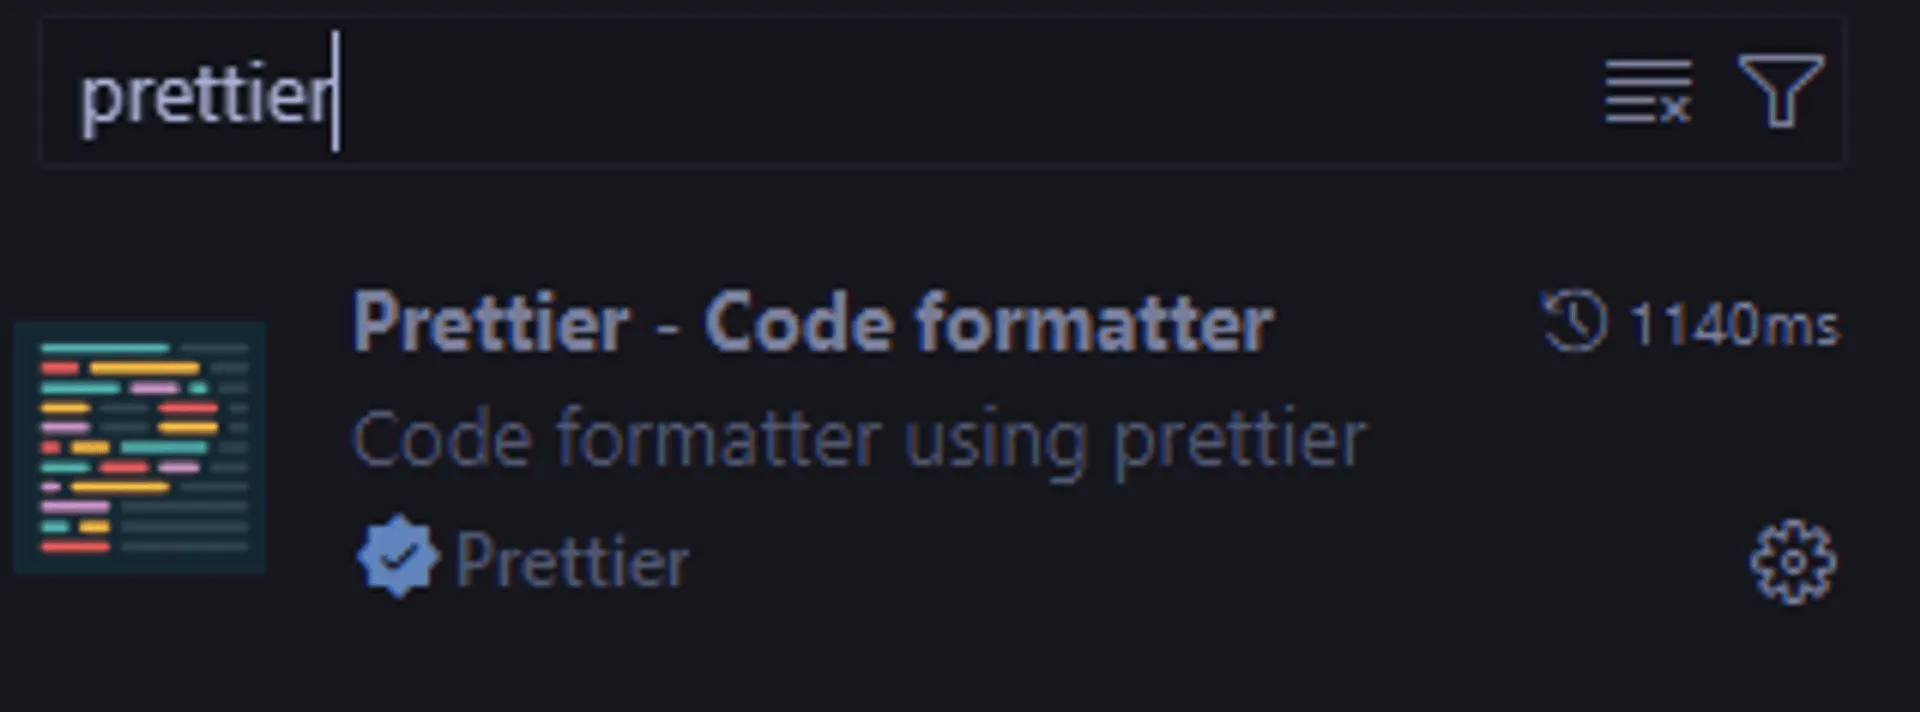 prettier
Prettier - Code formatter
1140ms
Code formatter using prettier
Prettier